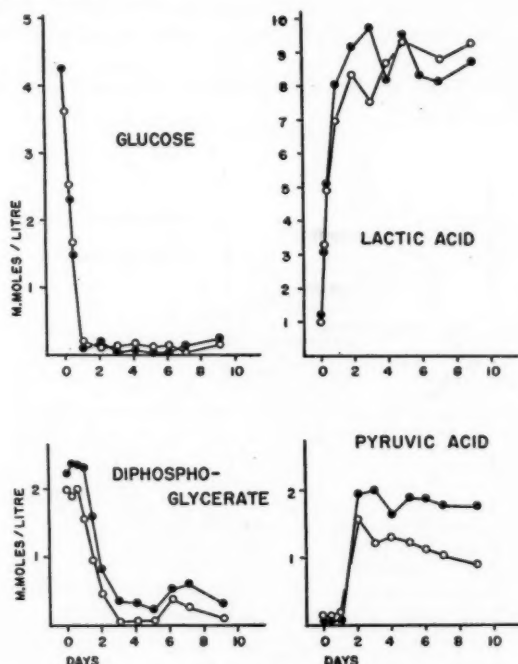 5
4
3
2
1
M.MOLES / LITRE
GLUCOSE
0 2 4 6 8 10
10
9
8
7
6
5
4
3
2
1
LACTIC ACID
0 2 4 6 8 10
2
1
M.MOLES/LITRE
DIPHOSPHO-
GLYCERATE
0 2 4 6 8 10
DAYS
PYRUVIC ACID
2
1
0 2 4 6 8 10
DAYS